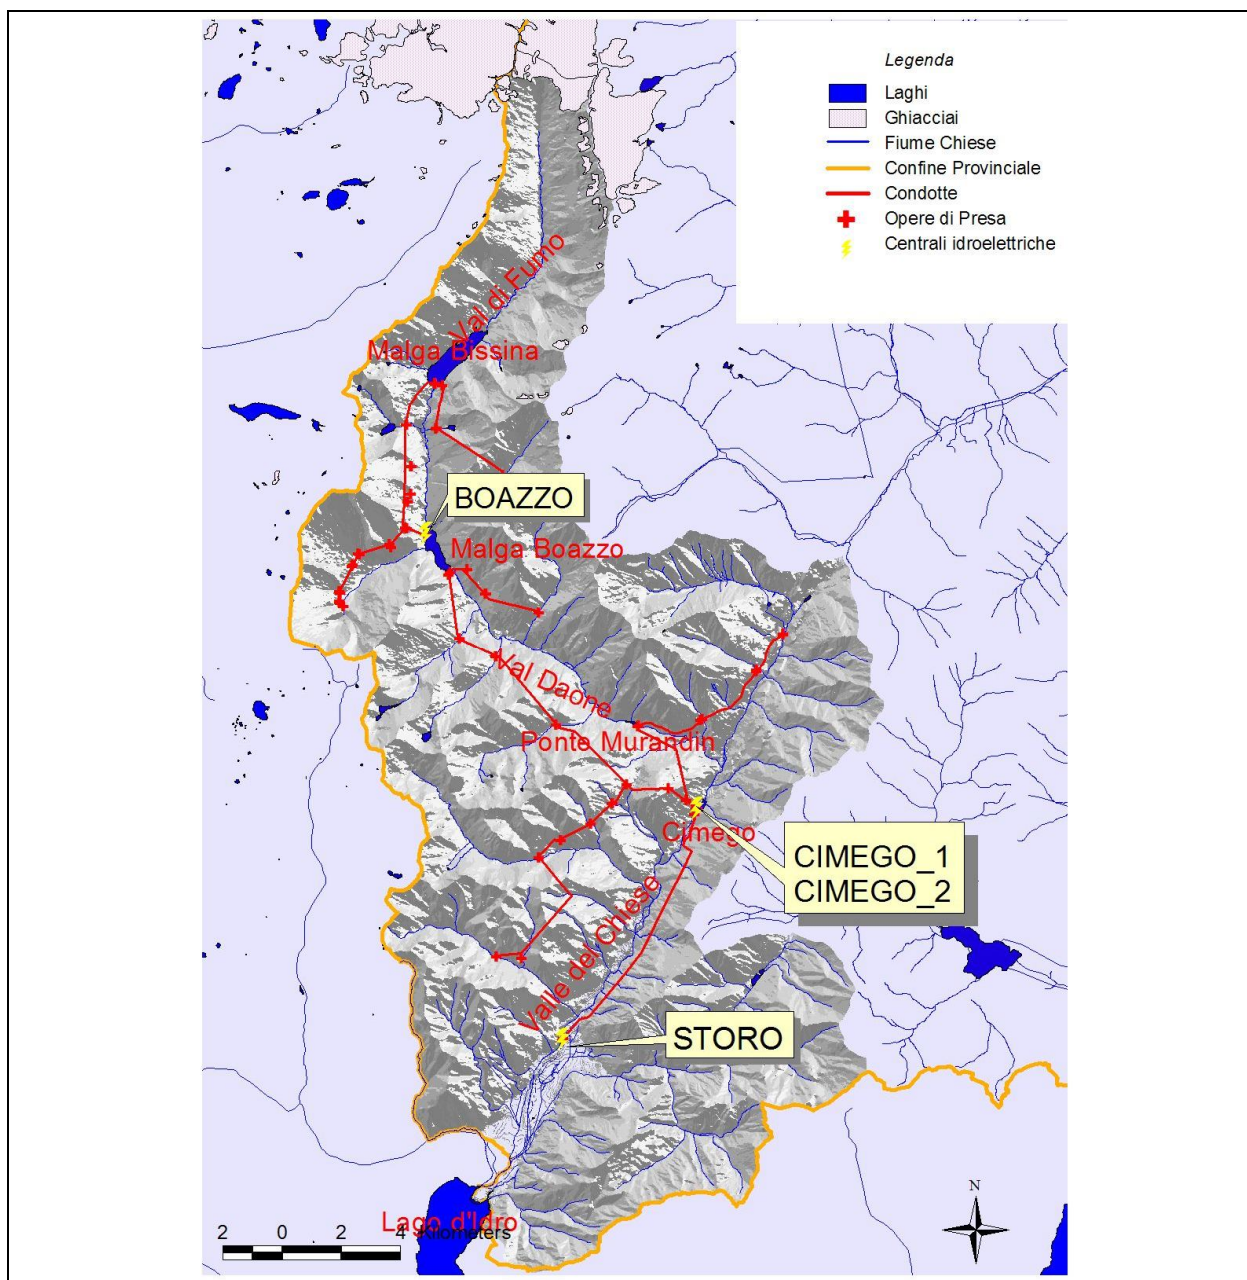 Legenda
Laghi
Ghiacciai
Fiume Chiese
Confine Provinciale
Condotte
Opere di Presa
Centrali idroelettriche
Val di Fumo
Malga Bissina
BOAZZO
Malga Boazzo
Val Daone
Ponte Murandin
Cimego
CIMEGO_1
CIMEGO_2
Valle del Chiese
STORO
N
Lago d'Idro
2 0 2 4 Kilometers